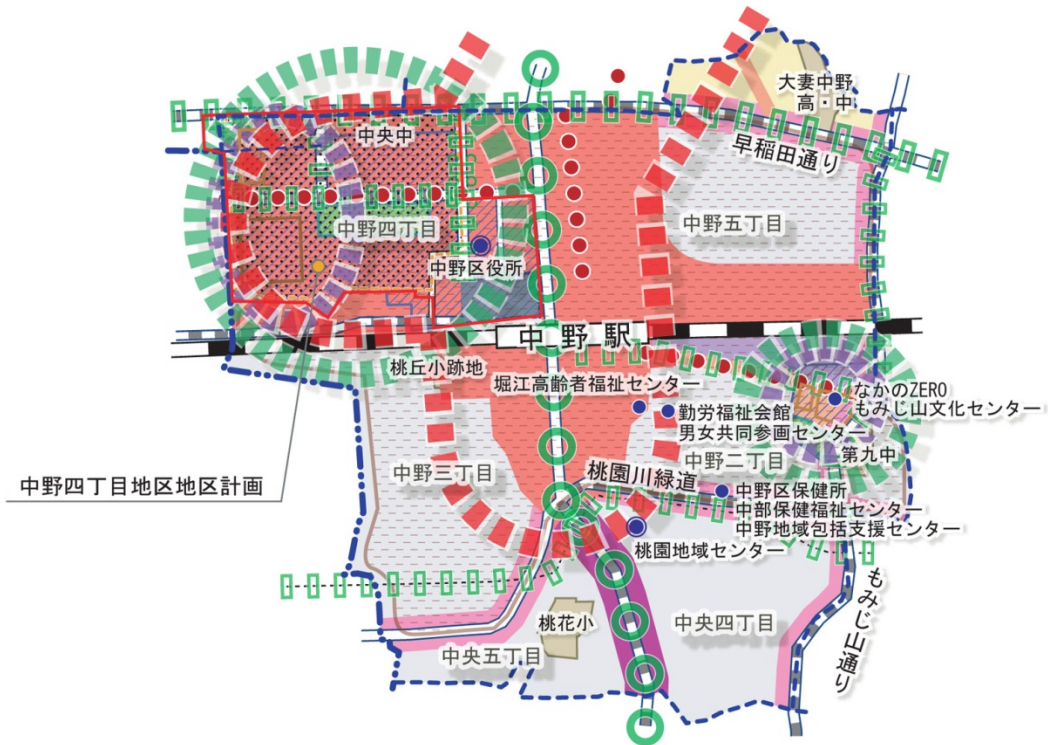 大妻中野
高・中
中央中
早稲田通り
中野四丁目
中野五丁目
中野区役所
中野駅
桃丘小跡地
堀江高齢者福祉センター
なかのZERO
もみじ山文化センター
勤労福祉会館
男女共同参画センター
第九中
中野三丁目
中野二丁目
桃園川緑道
中野四丁目地区地区計画
中野区保健所
中部保健福祉センター
中野地域包括支援センター
桃園地域センター
もみじ山通り
桃花小
中央四丁目
中央五丁目